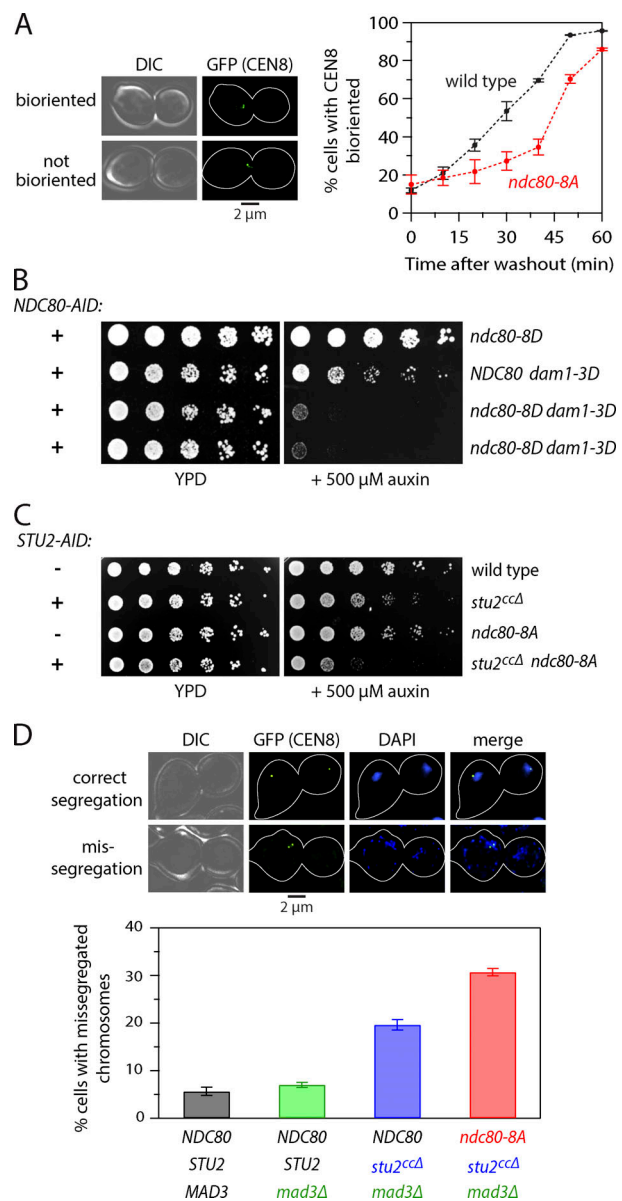 A
DIC
GFP (CEN8)
bioriented
not
bioriented
2 μm
% cells with CEN8
bioriented
100
80
60
40
20
0
wild type
ndc80-8A
0
15
30
45
60
Time after washout (min)
B
NDC80-AID:
+
ndc80-8D
+
NDC80 dam1-3D
+
ndc80-8D dam1-3D
+
ndc80-8D dam1-3D
YPD
+ 500 μM auxin
C
STU2-AID:
-
wild type
+
stu2ccΔ
-
ndc80-8A
+
stu2ccΔ ndc80-8A
YPD
+ 500 μM auxin
D
DIC
GFP (CEN8)
DAPI
merge
correct
segregation
mis-
segregation
2 μm
% cells with missegregated
chromosomes
40
30
20
10
0
NDC80 NDC80 NDC80 ndc80-8A
STU2 STU2 stu2ccΔ stu2ccΔ
MAD3 mad3Δ mad3Δ mad3Δ